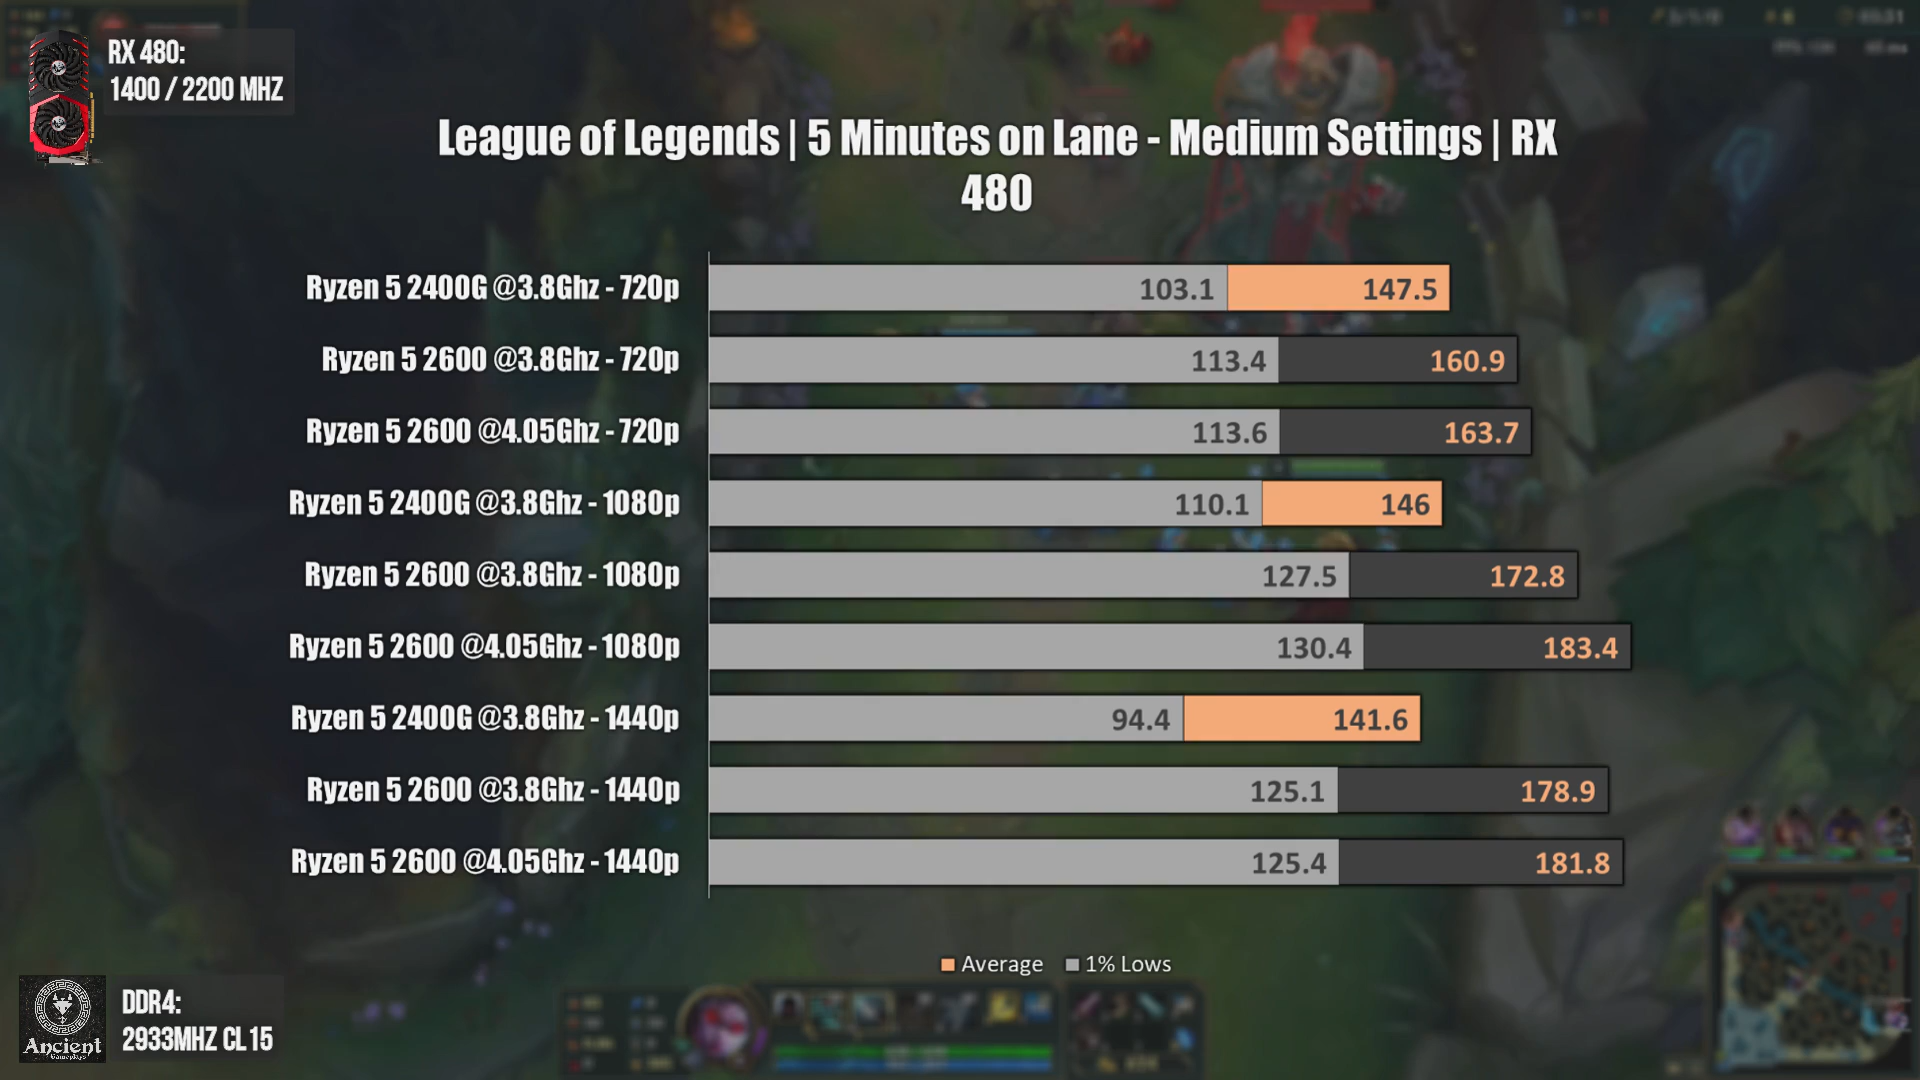 RX 480:
1400 / 2200 MHZ
League of Legends | 5 Minutes on Lane - Medium Settings | RX
480
Ryzen 5 2400G @3.8Ghz - 720p 103.1 147.5
Ryzen 5 2600 @3.8Ghz - 720p 113.4 160.9
Ryzen 5 2600 @4.05Ghz - 720p 113.6 163.7
Ryzen 5 2400G @3.8Ghz - 1080p 110.1 146
Ryzen 5 2600 @3.8Ghz - 1080p 127.5 172.8
Ryzen 5 2600 @4.05Ghz - 1080p 130.4 183.4
Ryzen 5 2400G @3.8Ghz - 1440p 94.4 141.6
Ryzen 5 2600 @3.8Ghz - 1440p 125.1 178.9
Ryzen 5 2600 @4.05Ghz - 1440p 125.4 181.8
Average 1% Lows
DDR4:
2933MHZ CL15
Ancient
Gameplays